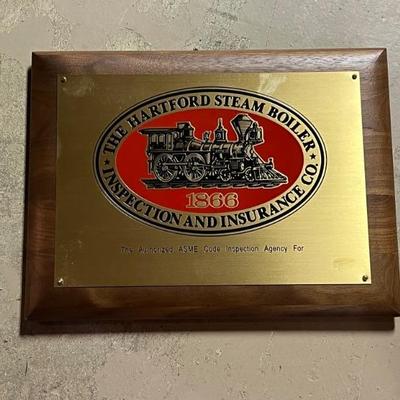 ★ THE HARTFORD STEAM BOILER ★
INSPECTION AND INSURANCE CO.
1866
The Authorized ASME Code Inspection Agency For